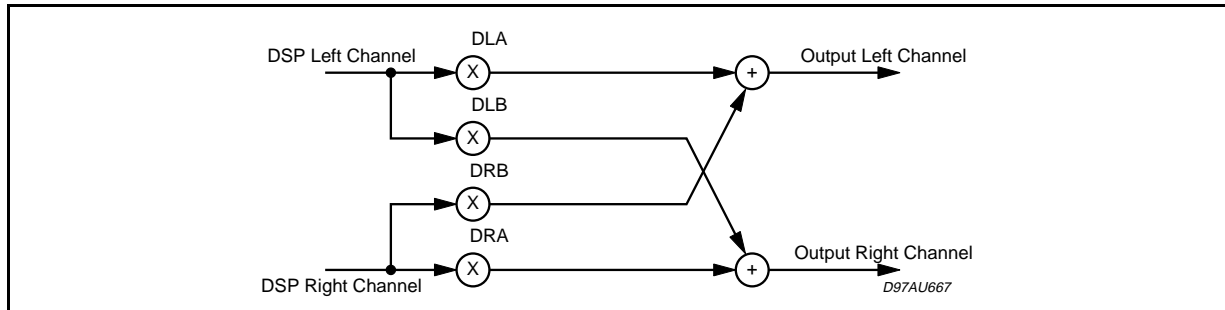 DLA
DSP Left Channel
X
+
Output Left Channel
DLB
X
DRB
X
DRA
X
+
Output Right Channel
DSP Right Channel
D97AU667